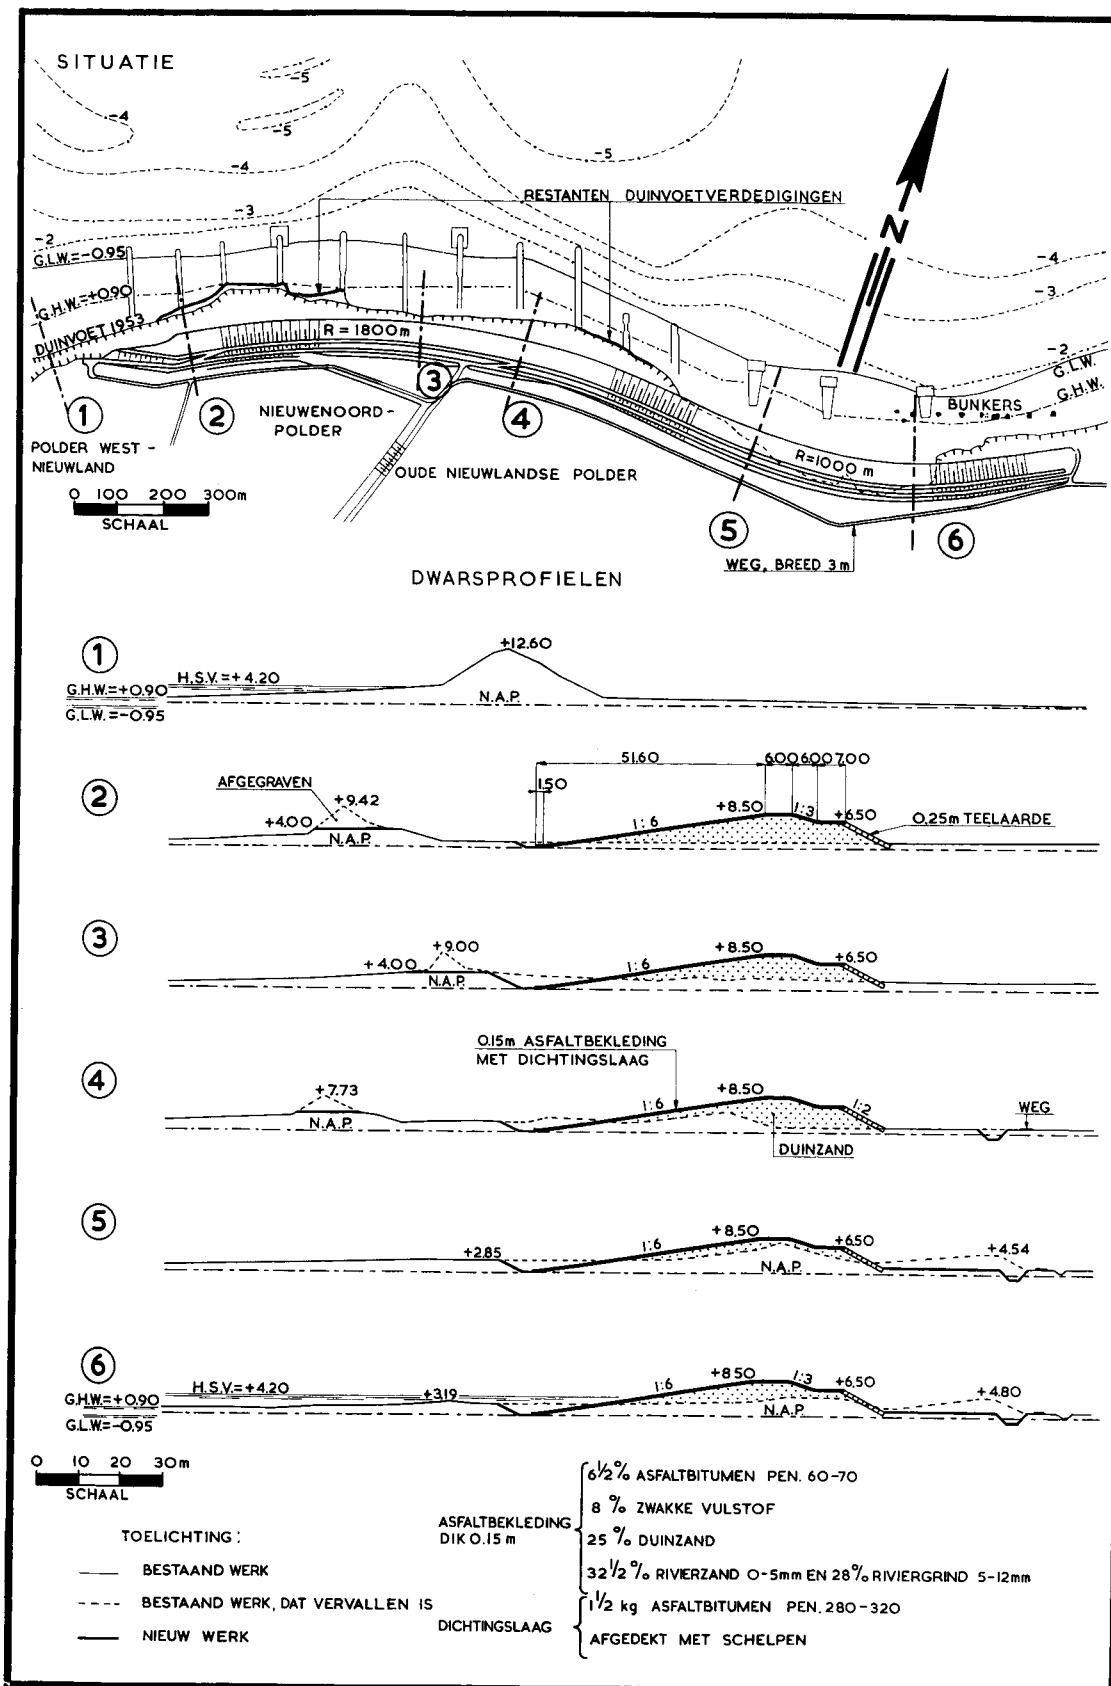 SITUATIE
-5
-4
-5
-4
-5
-3
RESTANTEN DUINVOETVERDEDIGINGEN
N
-2
G.L.W.=-0.95
-4
-3
G.H.W.=+0.90
DUINVOET 1953
R = 1800 m
-2
G.L.W.
G.H.W.
BUNKERS
1
2
3
4
NIEUWENOORD-
POLDER
POLDER WEST-
NIEUWLAND
OUDE NIEUWLANDSE POLDER
R=1000 m
0 100 200 300m
SCHAAL
5
6
WEG, BREED 3m
DWARSPROFIELEN
1
+12.60
H.S.V.=+4.20
G.H.W.=+0.90
N.A.P.
G.L.W.=-0.95
2
51.60
6.00
6.00
7.00
1.50
AFGEGRAVEN
+9.42
+4.00
N.A.P.
1:6
+8.50
1:3
+6.50
0.25m TEELAARDE
3
+9.00
+4.00
N.A.P.
1:6
+8.50
+6.50
0.15m ASFALTBEKLEDING
MET DICHTINGSLAAG
4
+7.73
N.A.P.
1:6
+8.50
1:2
WEG
DUINZAND
5
+2.85
1:6
+8.50
+6.50
N.A.P.
+4.54
6
H.S.V.=+4.20
G.H.W.=+0.90
G.L.W.=-0.95
+3.19
1:6
+8.50
1:3
+6.50
N.A.P.
+4.80
0 10 20 30m
SCHAAL
TOELICHTING:
BESTAAND WERK
BESTAAND WERK, DAT VERVALLEN IS
NIEUW WERK
ASFALTBEKLEDING
DIK 0.15 m
6 1/2 % ASFALTBITUMEN PEN. 60-70
8 % ZWAKKE VULSTOF
25 % DUINZAND
32 1/2 % RIVIERZAND 0-5mm EN 28% RIVIERGRIND 5-12mm
DICHTINGSLAAG
1 1/2 kg ASFALTBITUMEN PEN. 280-320
AFGEDEKT MET SCHELPEN